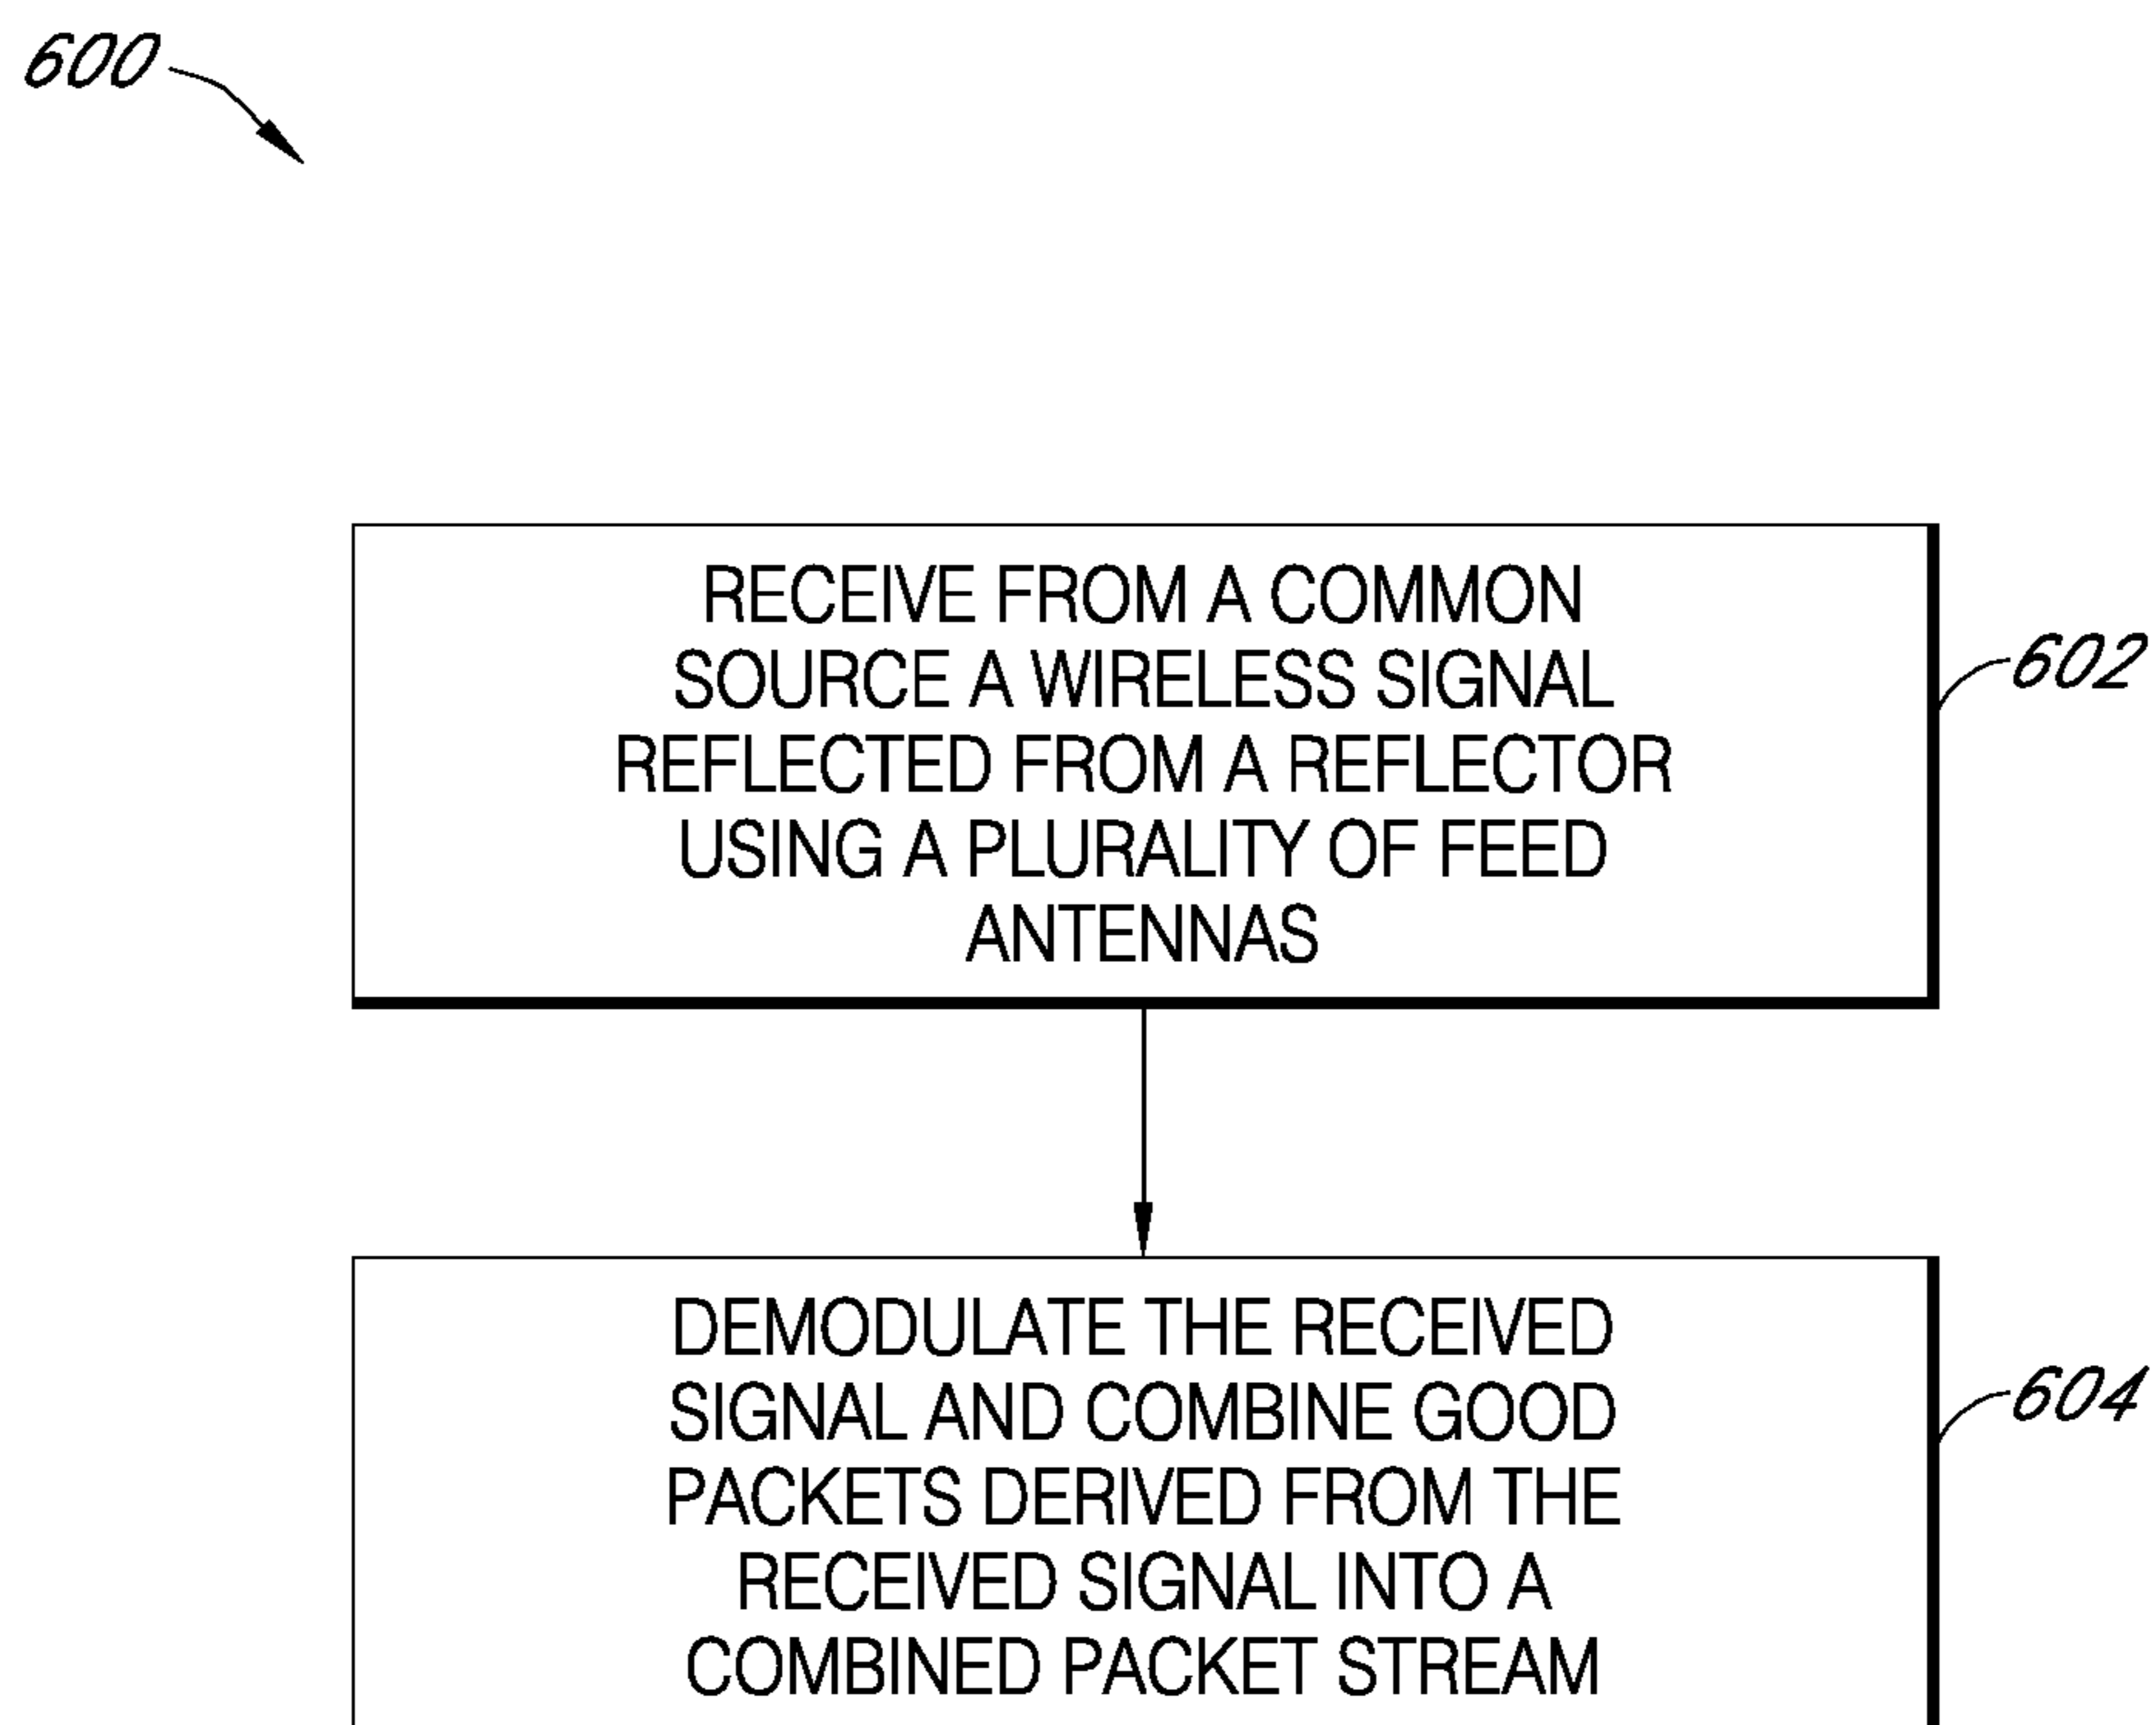 600
RECEIVE FROM A COMMON
SOURCE A WIRELESS SIGNAL
REFLECTED FROM A REFLECTOR
USING A PLURALITY OF FEED
ANTENNAS
602
DEMODULATE THE RECEIVED
SIGNAL AND COMBINE GOOD
PACKETS DERIVED FROM THE
RECEIVED SIGNAL INTO A
COMBINED PACKET STREAM
604